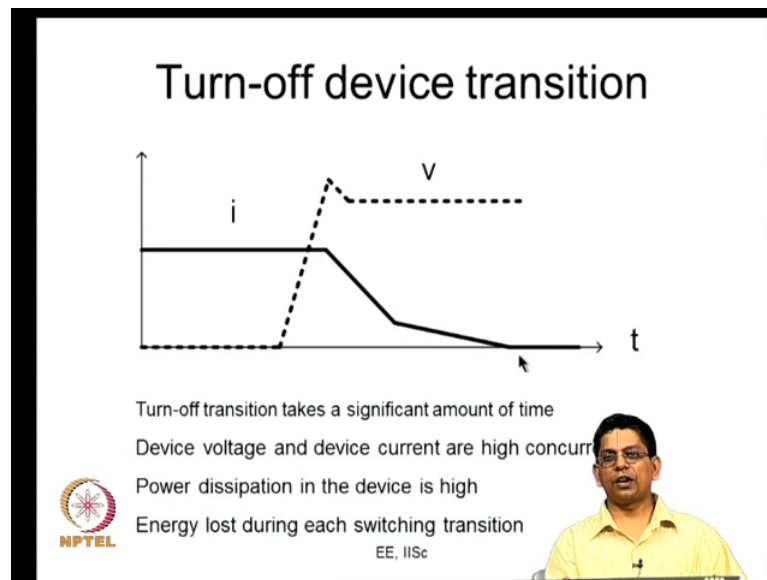 Turn-off device transition
v
i
t
Turn-off transition takes a significant amount of time
Device voltage and device current are high concurr
Power dissipation in the device is high
Energy lost during each switching transition
NPTEL
EE, IISc